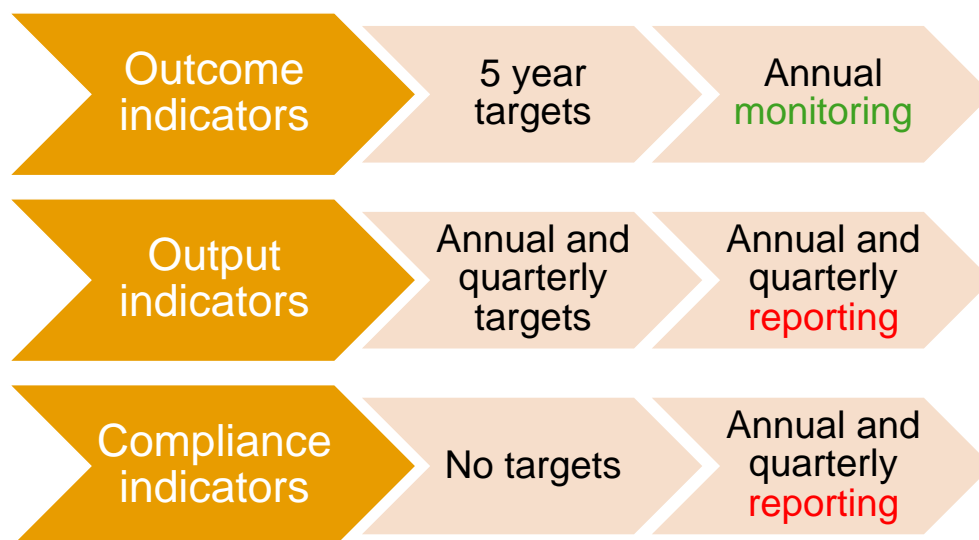 Outcome
indicators
5 year
targets
Annual
monitoring
Output
indicators
Annual and
quarterly
targets
Annual and
quarterly
reporting
Compliance
indicators
No targets
Annual and
quarterly
reporting